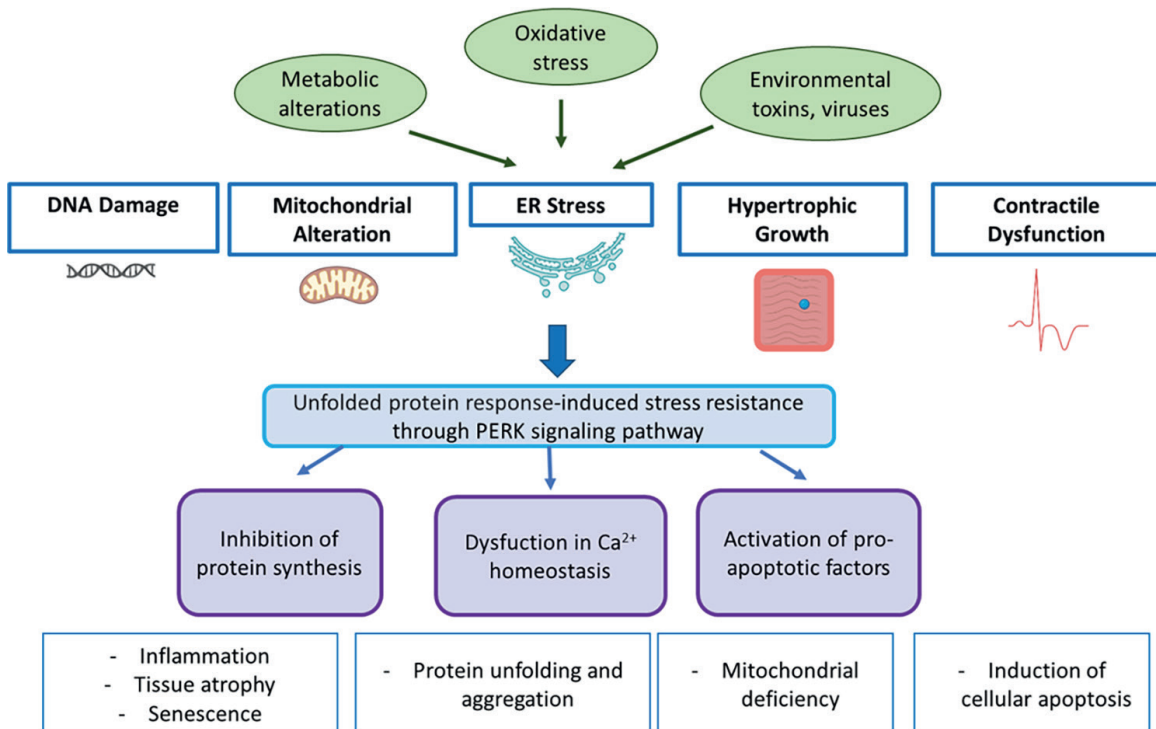 Oxidative
stress
Metabolic
alterations
Environmental
toxins, viruses
DNA Damage
Mitochondrial
Alteration
ER Stress
Hypertrophic
Growth
Contractile
Dysfunction
Unfolded protein response-induced stress resistance
through PERK signaling pathway
Inhibition of
protein synthesis
Dysfuction in Ca²⁺
homeostasis
Activation of pro-
apoptotic factors
- Inflammation
- Tissue atrophy
- Senescence
- Protein unfolding and
aggregation
- Mitochondrial
deficiency
- Induction of
cellular apoptosis